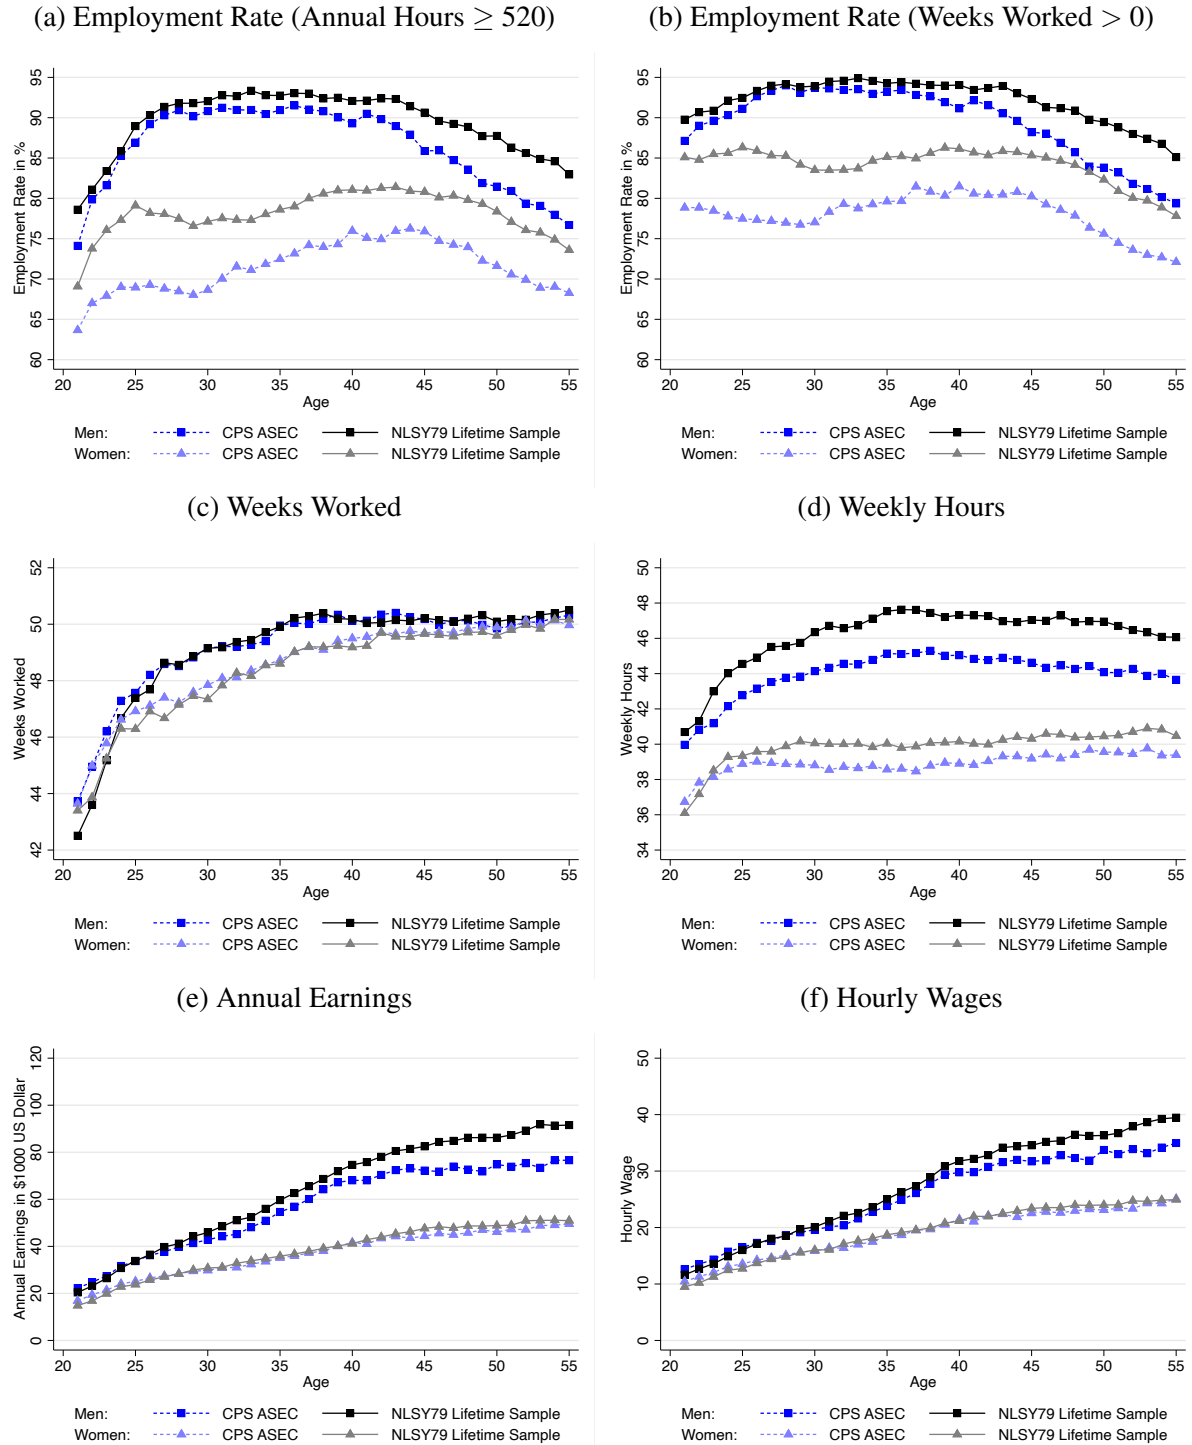 (a) Employment Rate (Annual Hours ≥ 520)
(b) Employment Rate (Weeks Worked > 0)
Employment Rate in %
95
90
85
80
75
70
65
60
20 25 30 35 40 45 50 55
Age
Men: CPS ASEC NLSY79 Lifetime Sample
Women: CPS ASEC NLSY79 Lifetime Sample
Employment Rate in %
95
90
85
80
75
70
65
60
20 25 30 35 40 45 50 55
Age
Men: CPS ASEC NLSY79 Lifetime Sample
Women: CPS ASEC NLSY79 Lifetime Sample
(c) Weeks Worked
(d) Weekly Hours
Weeks Worked
52
50
48
46
44
42
20 25 30 35 40 45 50 55
Age
Men: CPS ASEC NLSY79 Lifetime Sample
Women: CPS ASEC NLSY79 Lifetime Sample
Weekly Hours
50
48
46
44
42
40
38
36
34
20 25 30 35 40 45 50 55
Age
Men: CPS ASEC NLSY79 Lifetime Sample
Women: CPS ASEC NLSY79 Lifetime Sample
(e) Annual Earnings
(f) Hourly Wages
Annual Earnings in $1000 US Dollar
120
100
80
60
40
20
0
20 25 30 35 40 45 50 55
Age
Men: CPS ASEC NLSY79 Lifetime Sample
Women: CPS ASEC NLSY79 Lifetime Sample
Hourly Wage
50
40
30
20
10
0
20 25 30 35 40 45 50 55
Age
Men: CPS ASEC NLSY79 Lifetime Sample
Women: CPS ASEC NLSY79 Lifetime Sample